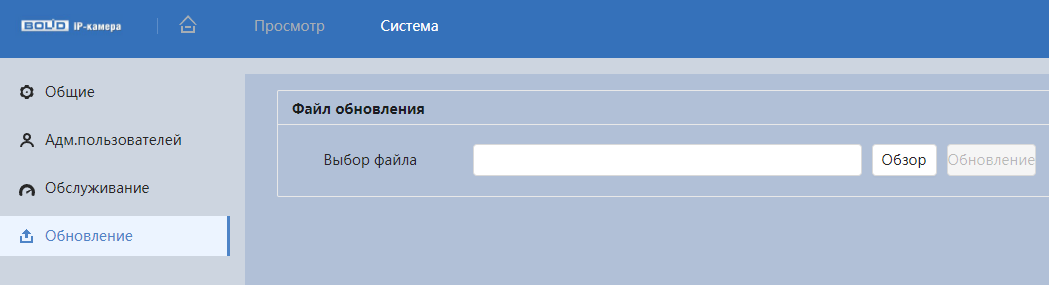 BOLID IP-камера Просмотр Система
Общие
Адм.пользователей
Обслуживание
Обновление
Файл обновления
Выбор файла Обзор Обновление